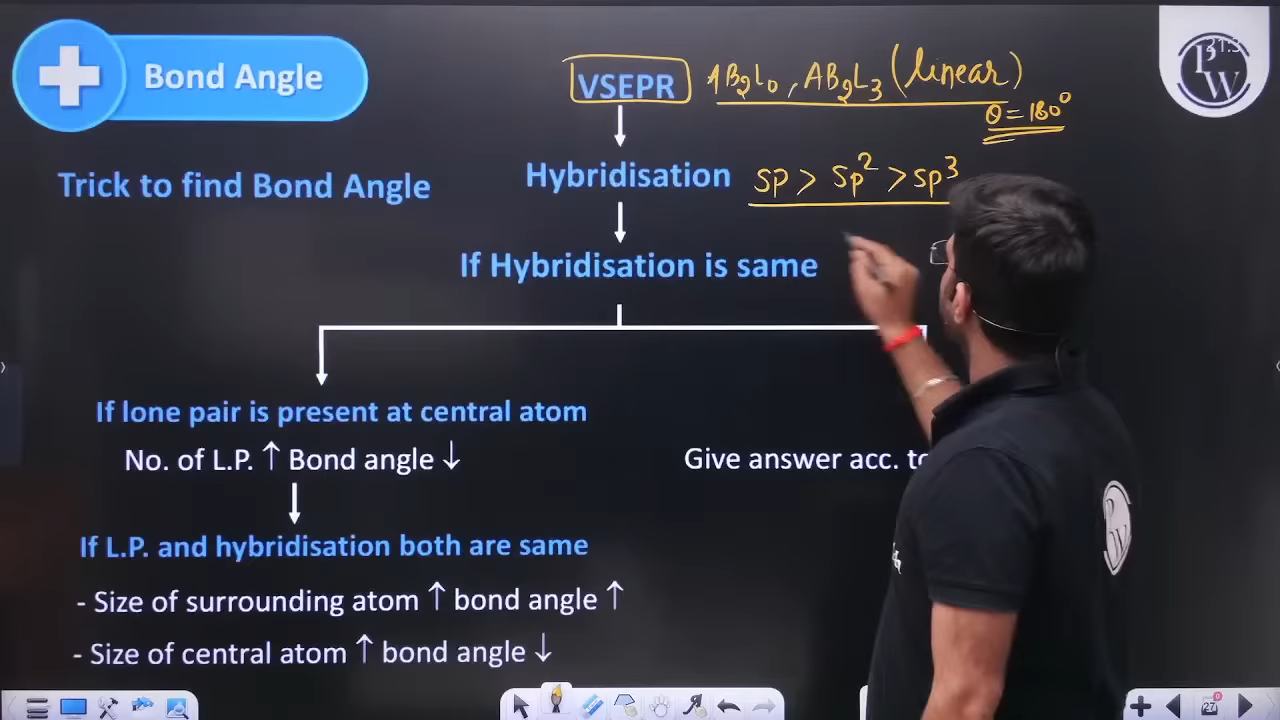 Bond Angle
VSEPR
AB₂L₀, AB₂L₃ (linear)
θ = 180°
Trick to find Bond Angle
Hybridisation
sp > sp² > sp³
If Hybridisation is same
If lone pair is present at central atom
No. of L.P. ↑ Bond angle ↓
Give answer acc.
If L.P. and hybridisation both are same
- Size of surrounding atom ↑ bond angle ↑
- Size of central atom ↑ bond angle ↓
P
W
P
W
27